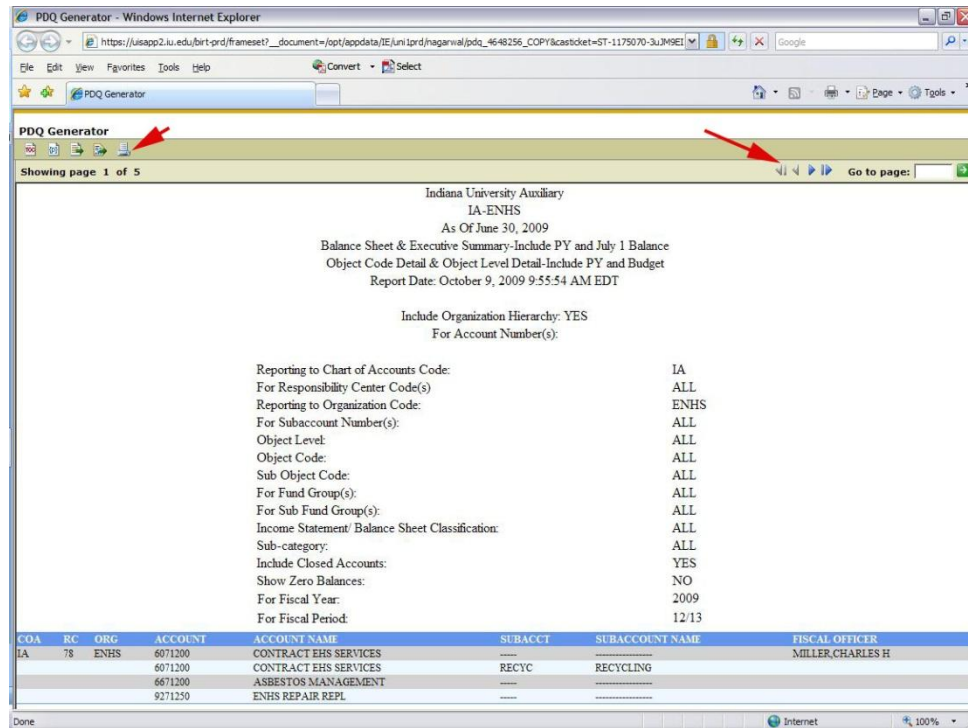 PDQ Generator - Windows Internet Explorer
https://uisapp2.iu.edu/birt-prd/frameset?__document=/opt/appdata/IE/uni1prd/nagarwal/pdq_4648256_COPY&casticket=ST-1175070-3uJM9EI
Google
File Edit View Favorites Tools Help Convert Select
PDQ Generator Page Tools
PDQ Generator
Showing page 1 of 5 Go to page:
Indiana University Auxiliary
IA-ENHS
As Of June 30, 2009
Balance Sheet & Executive Summary-Include PY and July 1 Balance
Object Code Detail & Object Level Detail-Include PY and Budget
Report Date: October 9, 2009 9:55:54 AM EDT
Include Organization Hierarchy: YES
For Account Number(s):
Reporting to Chart of Accounts Code: IA
For Responsibility Center Code(s) ALL
Reporting to Organization Code: ENHS
For Subaccount Number(s): ALL
Object Level: ALL
Object Code: ALL
Sub Object Code: ALL
For Fund Group(s): ALL
For Sub Fund Group(s): ALL
Income Statement/ Balance Sheet Classification: ALL
Sub-category: ALL
Include Closed Accounts: YES
Show Zero Balances: NO
For Fiscal Year: 2009
For Fiscal Period: 12/13
COA RC ORG ACCOUNT ACCOUNT NAME SUBACCT SUBACCOUNT NAME FISCAL OFFICER
IA 78 ENHS 6071200 CONTRACT EHS SERVICES ----- ---------------- MILLER,CHARLES H
6071200 CONTRACT EHS SERVICES RECYC RECYCLING
6671200 ASBESTOS MANAGEMENT ----- ----------------
9271250 ENHS REPAIR REPL ----- ----------------
Done Internet 100%